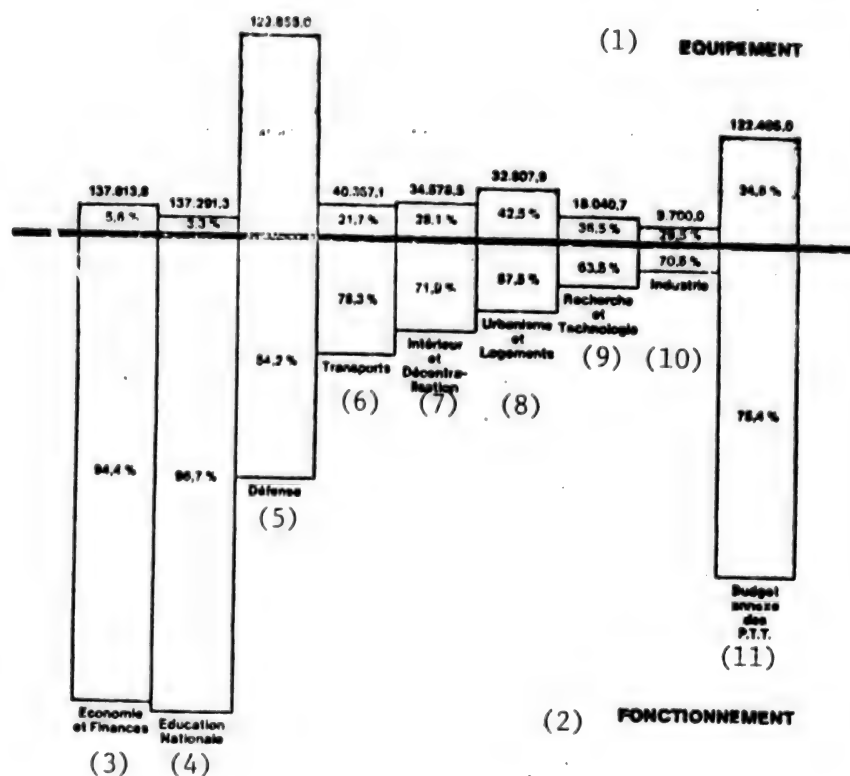 (1) EQUIPEMENT
122.406,0
34,6 %
137.813,8
5,6 %
137.291,3
3,3 %
40.357,1
21,7 %
34.878,5
28,1 %
32.807,9
42,5 %
18.040,7
36,5 %
9.700,0
29,5 %
78,3 %
71,9 %
57,5 %
63,5 %
70,5 %
54,2 %
94,4 %
96,7 %
75,4 %
Industrie
(10)
Recherche
et
Technologie
(9)
Urbanisme
et
Logements
(8)
Intérieur
et
Décentra-
lisation
(7)
Transports
(6)
Défense
(5)
Budget
annexe
des
P.T.T.
(11)
Economie
et Finances
(3)
Education
Nationale
(4)
(2) FONCTIONNEMENT